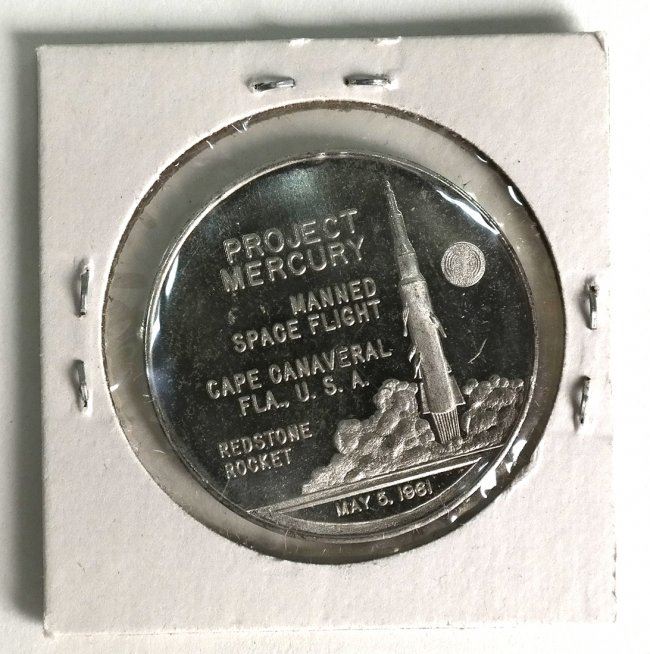 PROJECT
MERCURY
MANNED
SPACE FLIGHT
CAPE CANAVERAL
FLA., U. S. A.
REDSTONE
ROCKET
MAY 5, 1961